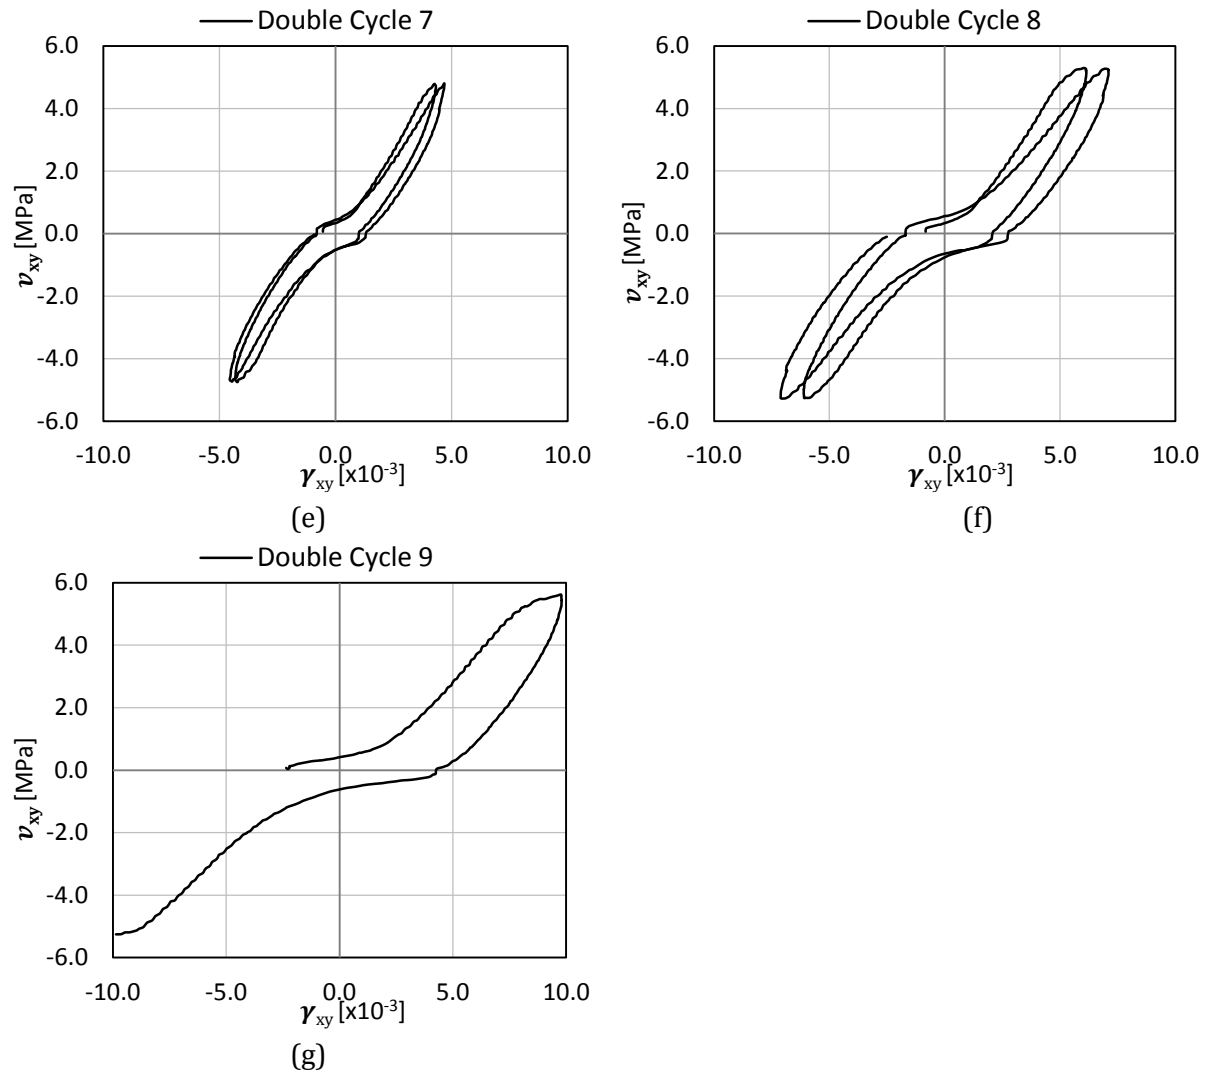 Double Cycle 7
6.0
4.0
2.0
0.0
-2.0
-4.0
-6.0
-10.0 -5.0 0.0 5.0 10.0
v_xy [MPa]
γ_xy [x10⁻³]
(e)
Double Cycle 8
6.0
4.0
2.0
0.0
-2.0
-4.0
-6.0
-10.0 -5.0 0.0 5.0 10.0
v_xy [MPa]
γ_xy [x10⁻³]
(f)
Double Cycle 9
6.0
4.0
2.0
0.0
-2.0
-4.0
-6.0
-10.0 -5.0 0.0 5.0 10.0
v_xy [MPa]
γ_xy [x10⁻³]
(g)